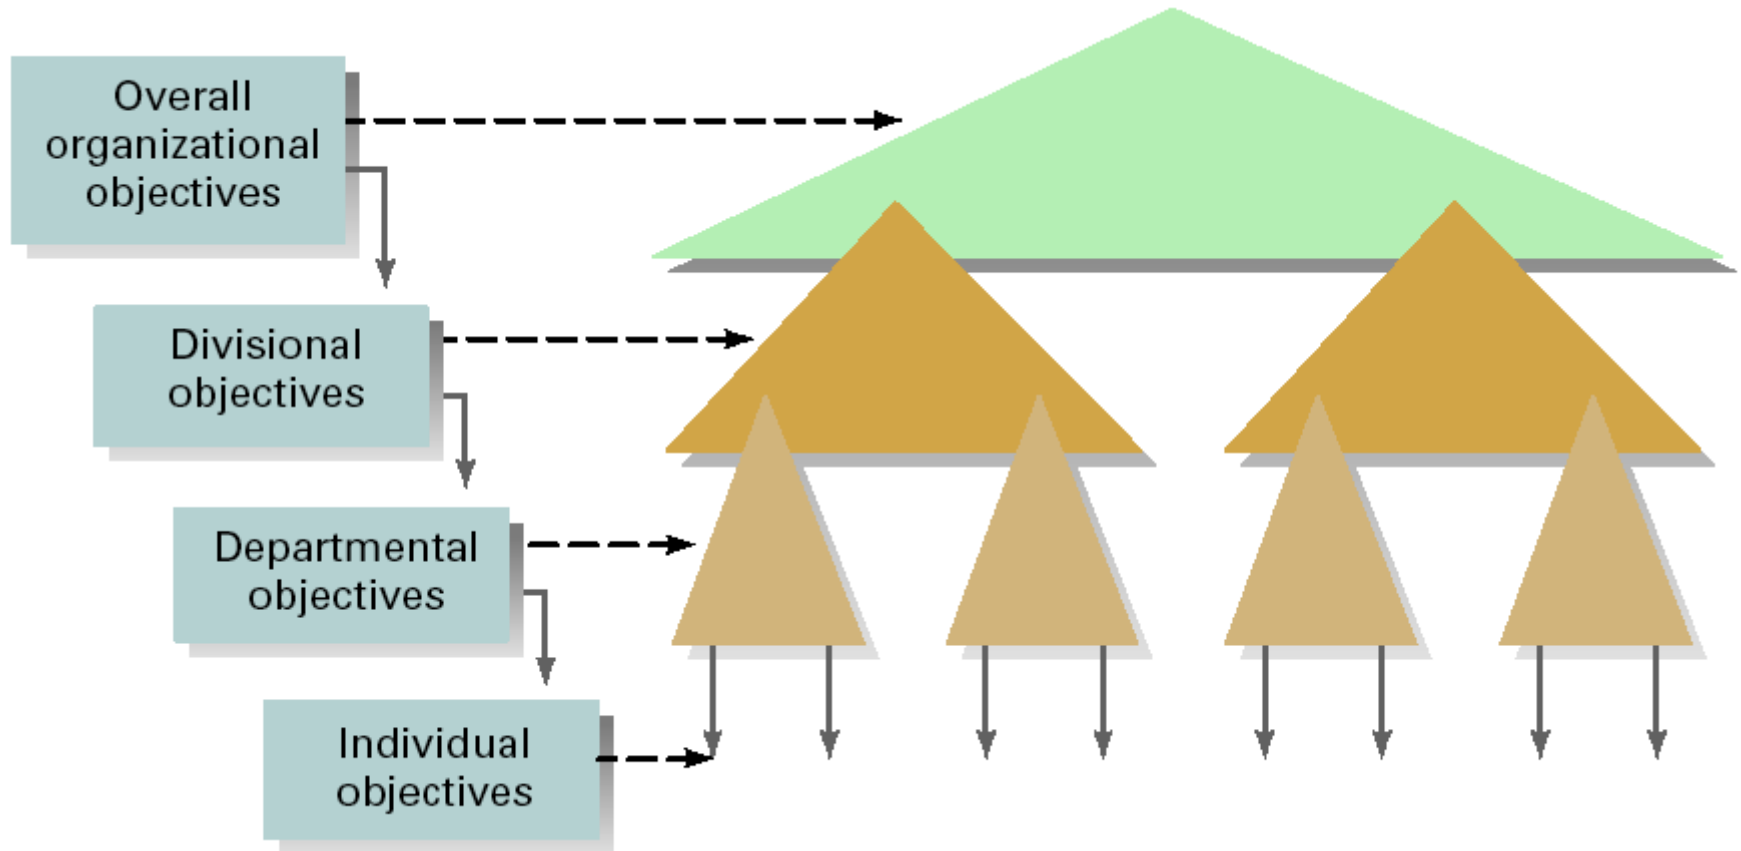 Overall
organizational
objectives
Divisional
objectives
Departmental
objectives
Individual
objectives